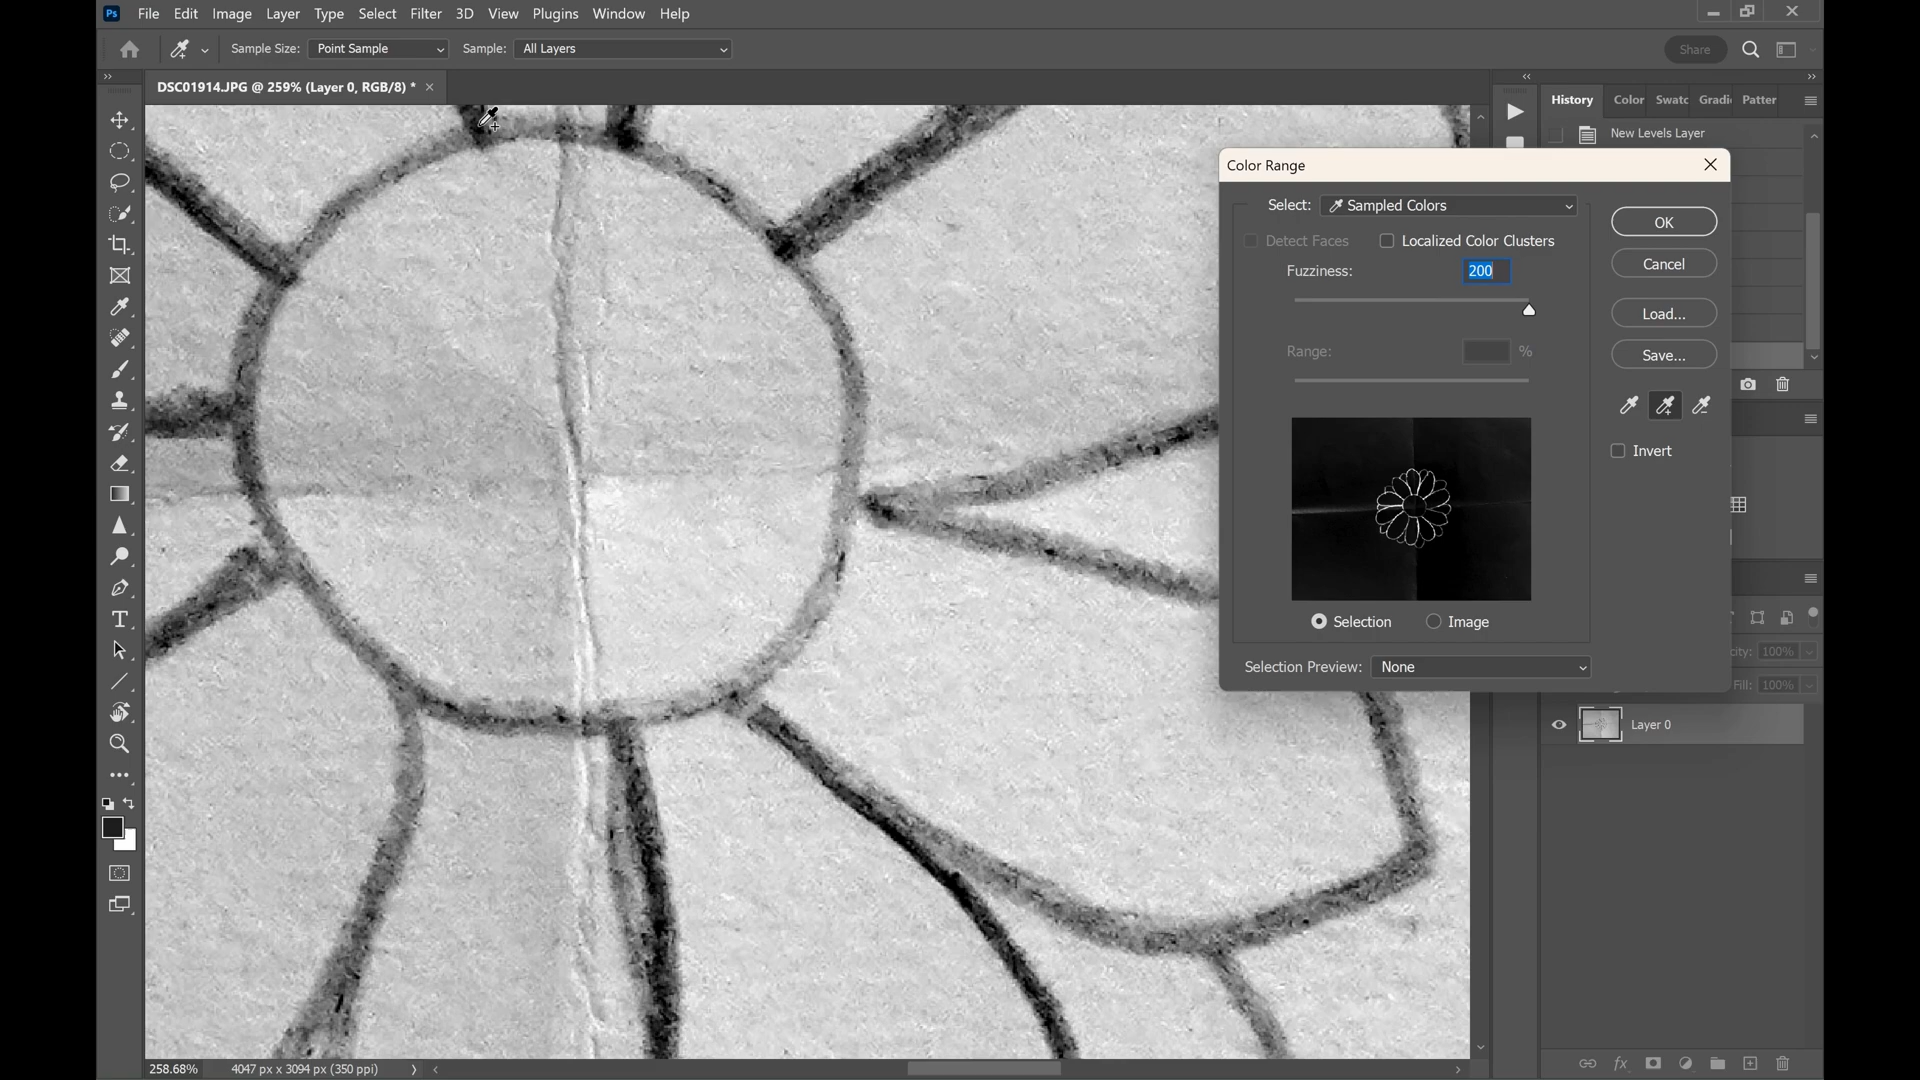 Ps File Edit Image Layer Type Select Filter 3D View Plugins Window Help
Sample Size: Point Sample Sample: All Layers Share
DSC01914.JPG @ 259% (Layer 0, RGB/8) * ×
History Color Swatc Gradi Patter
New Levels Layer
Color Range
Select: Sampled Colors
OK
Detect Faces Localized Color Clusters
Cancel
Fuzziness: 200
Load...
Range: %
Save...
Invert
Selection Image
Selection Preview: None
100%
Fill: 100%
Layer 0
258.68% 4047 px x 3094 px (350 ppi)